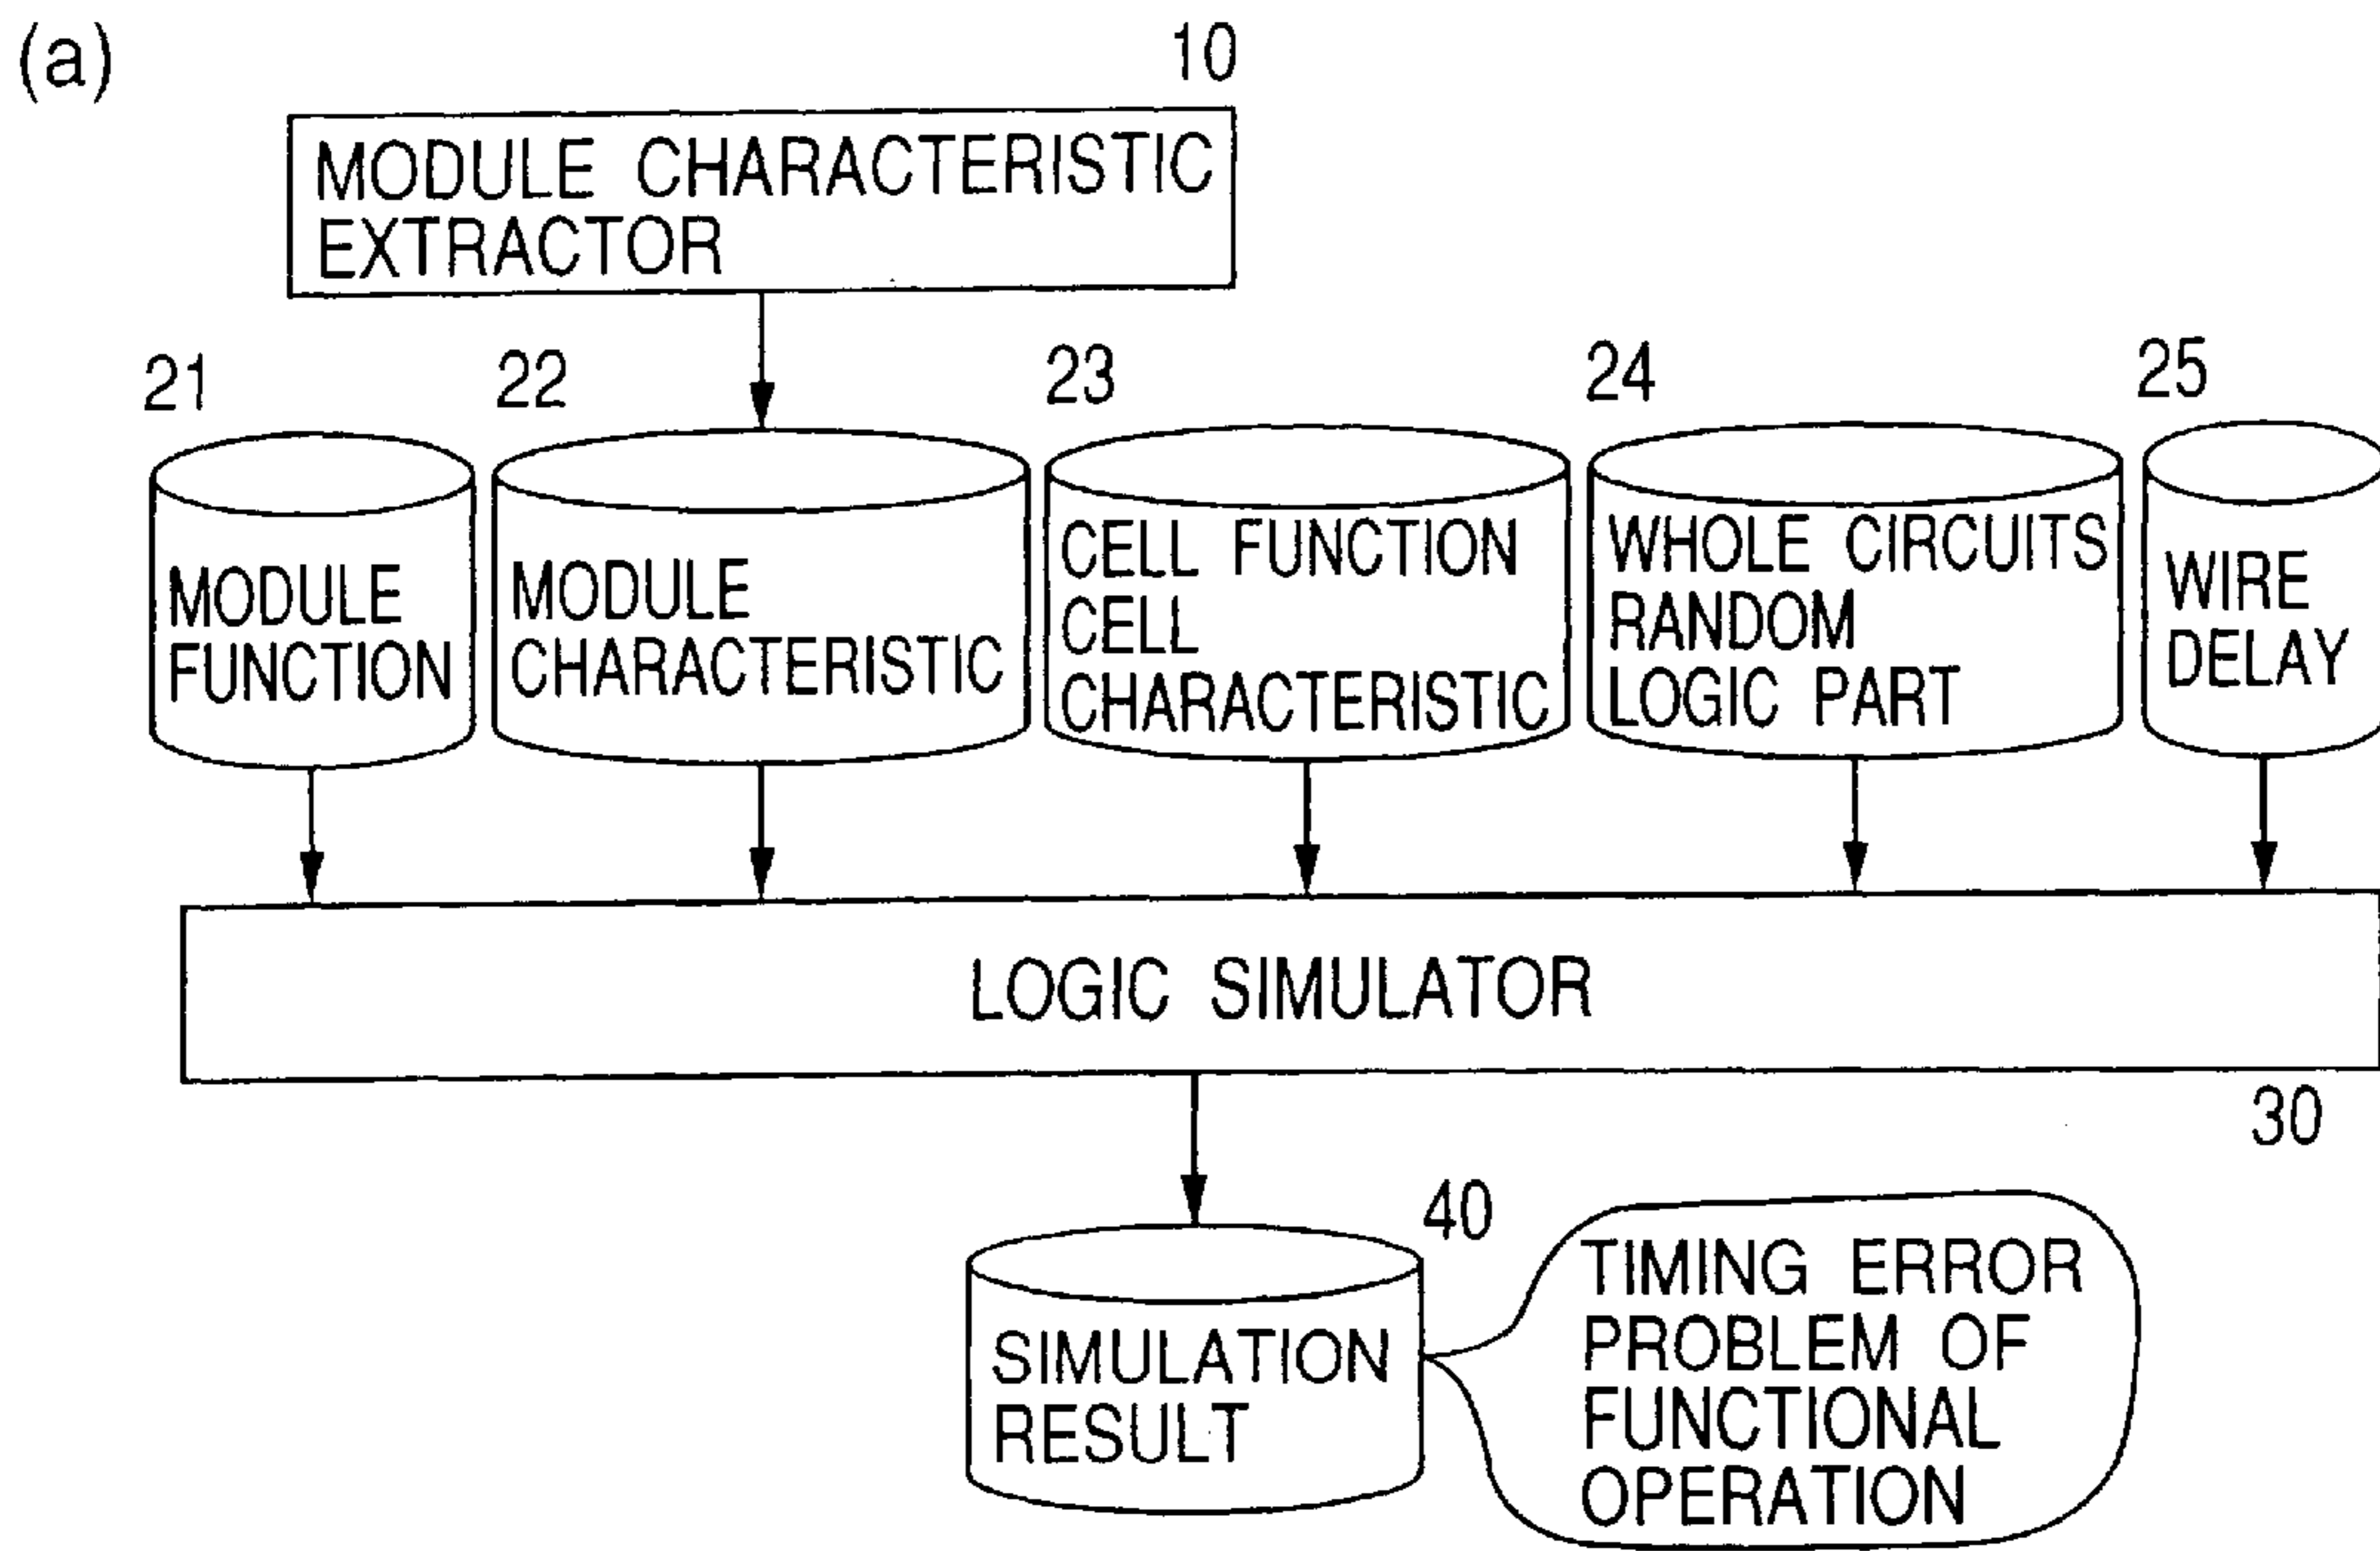 (a)
10
MODULE CHARACTERISTIC
EXTRACTOR
21
22
23
24
25
MODULE
FUNCTION
MODULE
CHARACTERISTIC
CELL FUNCTION
CELL
CHARACTERISTIC
WHOLE CIRCUITS
RANDOM
LOGIC PART
WIRE
DELAY
LOGIC SIMULATOR
30
40
SIMULATION
RESULT
TIMING ERROR
PROBLEM OF
FUNCTIONAL
OPERATION